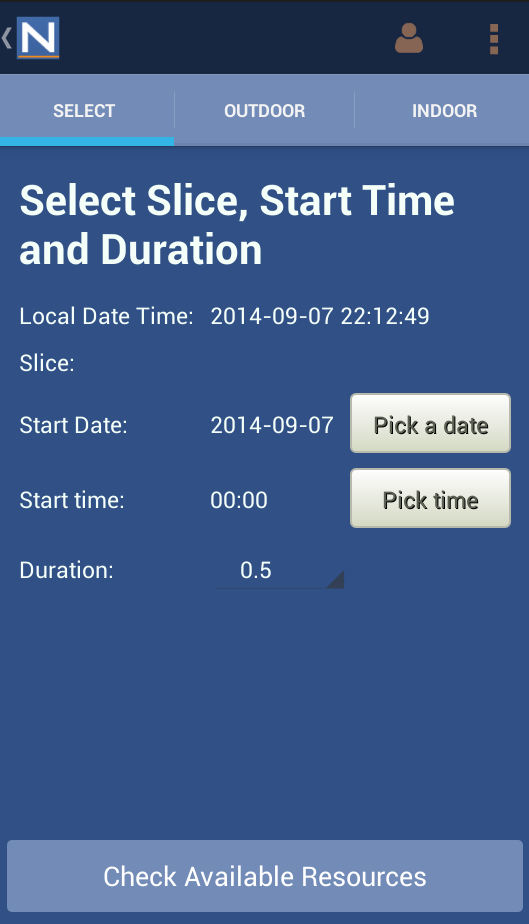 N
SELECT OUTDOOR INDOOR
Select Slice, Start Time
and Duration
Local Date Time: 2014-09-07 22:12:49
Slice:
Start Date: 2014-09-07 Pick a date
Start time: 00:00 Pick time
Duration: 0.5
Check Available Resources